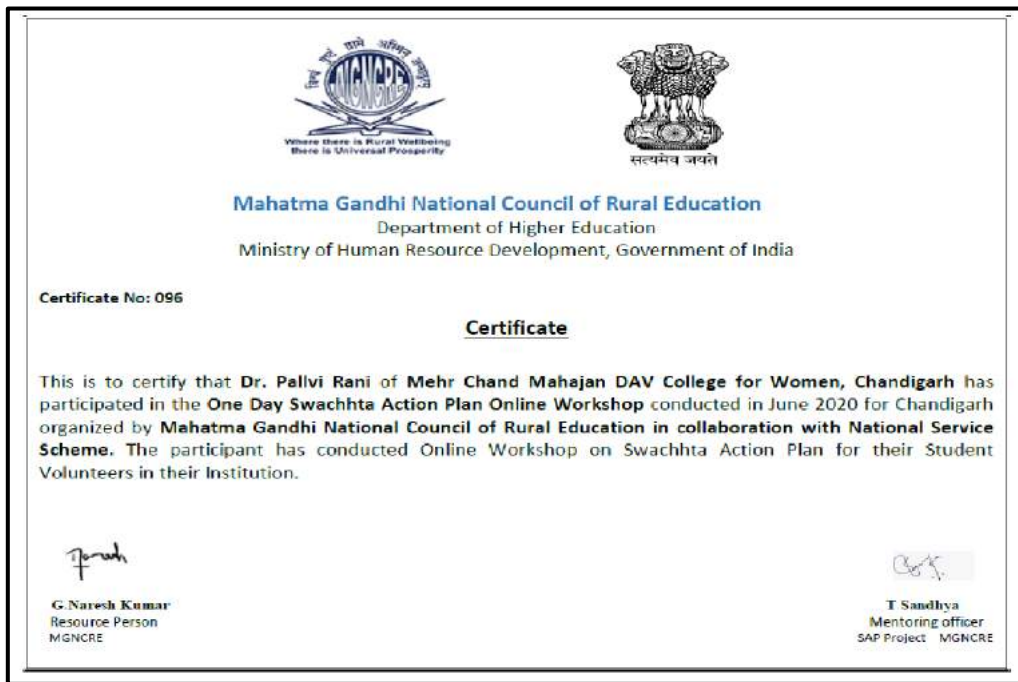 विश्वं पुष्टं ग्रामे अस्मिन् अनातुरम्
MGNCRE
Where there is Rural Wellbeing
there is Universal Prosperity
सत्यमेव जयते
Mahatma Gandhi National Council of Rural Education
Department of Higher Education
Ministry of Human Resource Development, Government of India
Certificate No: 096
Certificate
This is to certify that Dr. Pallvi Rani of Mehr Chand Mahajan DAV College for Women, Chandigarh has
participated in the One Day Swachhta Action Plan Online Workshop conducted in June 2020 for Chandigarh
organized by Mahatma Gandhi National Council of Rural Education in collaboration with National Service
Scheme. The participant has conducted Online Workshop on Swachhta Action Plan for their Student
Volunteers in their Institution.
G.Naresh Kumar
Resource Person
MGNCRE
T Sandhya
Mentoring officer
SAP Project MGNCRE